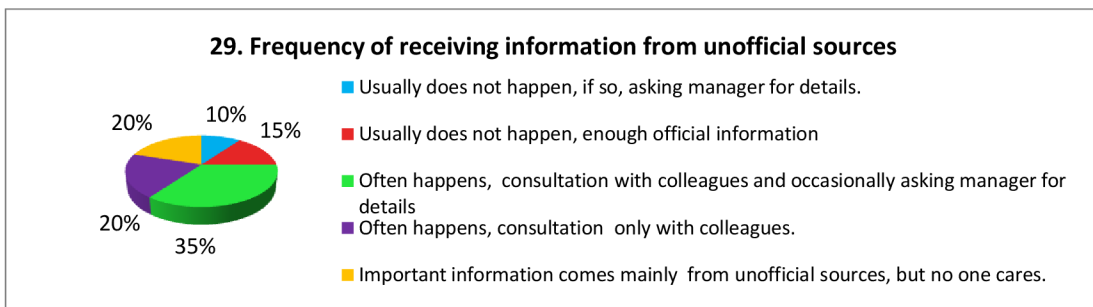 29. Frequency of receiving information from unofficial sources
Usually does not happen, if so, asking manager for details.
10%
20%
15%
Usually does not happen, enough official information
Often happens, consultation with colleagues and occasionally asking manager for
details
20%
Often happens, consultation only with colleagues.
35%
Important information comes mainly from unofficial sources, but no one cares.